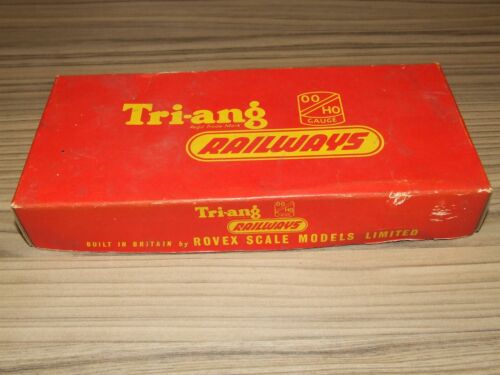 Tri-ang
Regd Trade Mark
OO
HO
GAUGE
RAILWAYS
Tri-ang
OO
HO
RAILWAYS
BUILT IN BRITAIN by ROVEX SCALE MODELS LIMITED